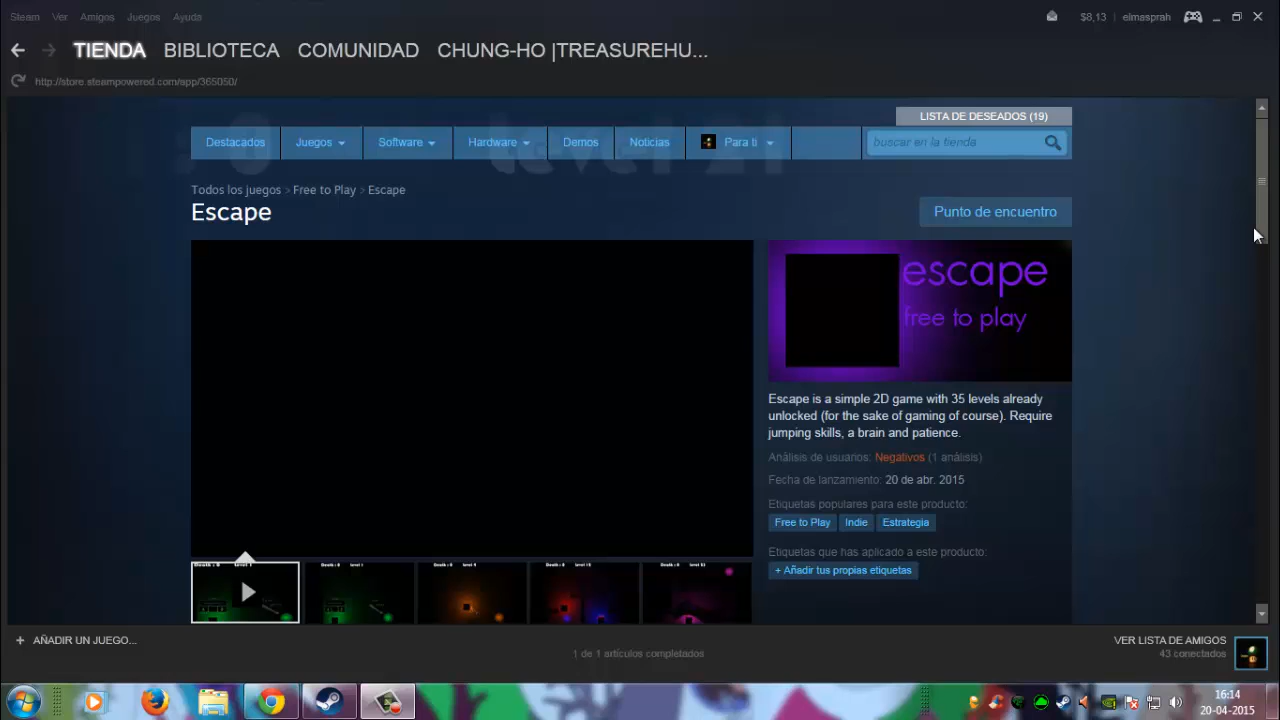 Steam Ver Amigos Juegos Ayuda
$8,13 elmasprah
TIENDA BIBLIOTECA COMUNIDAD CHUNG-HO |TREASUREHU...
http://store.steampowered.com/app/365050/
LISTA DE DESEADOS (19)
Destacados Juegos Software Hardware Demos Noticias Para ti
buscar en la tienda
level 21
Todos los juegos > Free to Play > Escape
Escape
Punto de encuentro
escape
free to play
Escape is a simple 2D game with 35 levels already
unlocked (for the sake of gaming of course). Require
jumping skills, a brain and patience.
Análisis de usuarios: Negativos (1 análisis)
Fecha de lanzamiento: 20 de abr. 2015
Etiquetas populares para este producto:
Free to Play Indie Estrategia
Etiquetas que has aplicado a este producto:
+ Añadir tus propias etiquetas
+ AÑADIR UN JUEGO...
1 de 1 artículos completados
VER LISTA DE AMIGOS
43 conectados
16:14
20-04-2015